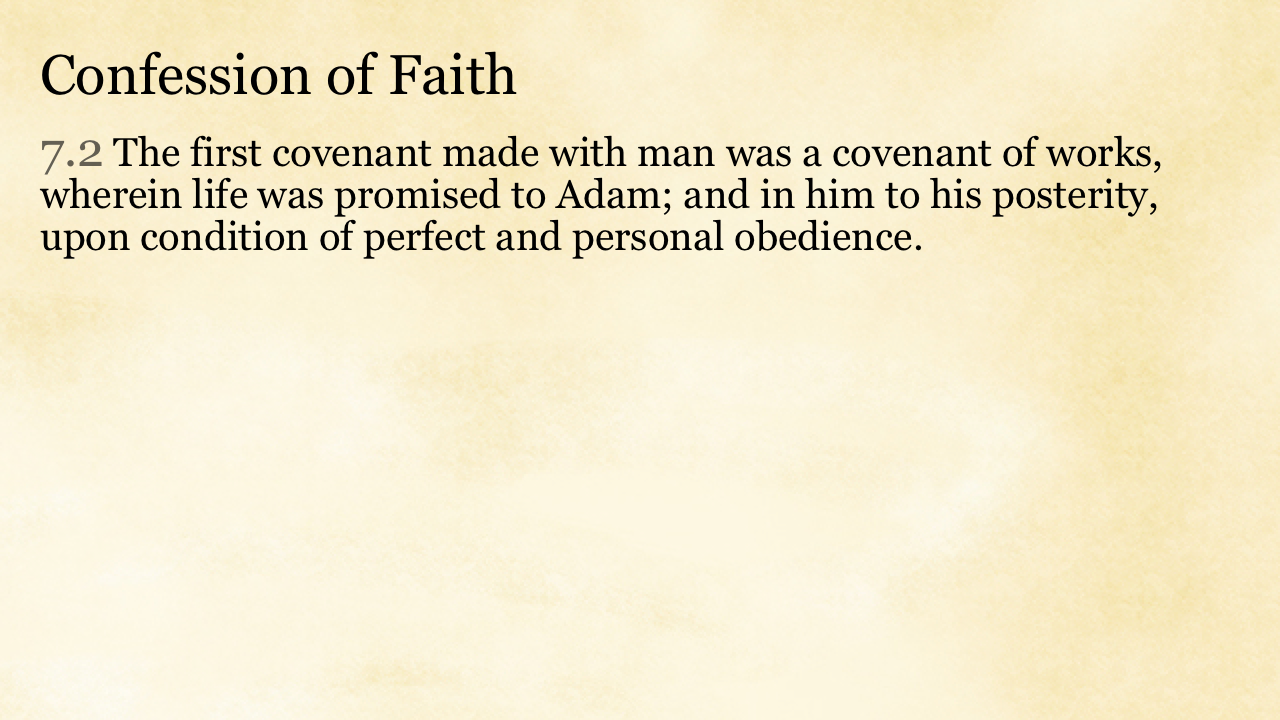 Confession of Faith
7.2 The first covenant made with man was a covenant of works,
wherein life was promised to Adam; and in him to his posterity,
upon condition of perfect and personal obedience.